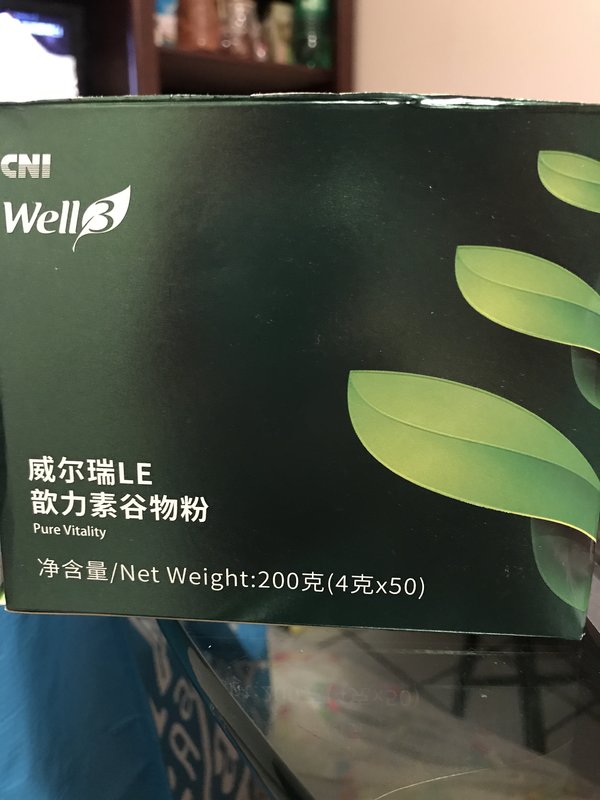 CNI
Well3
威尔瑞LE
歆力素谷物粉
Pure Vitality
净含量/Net Weight:200克(4克x50)